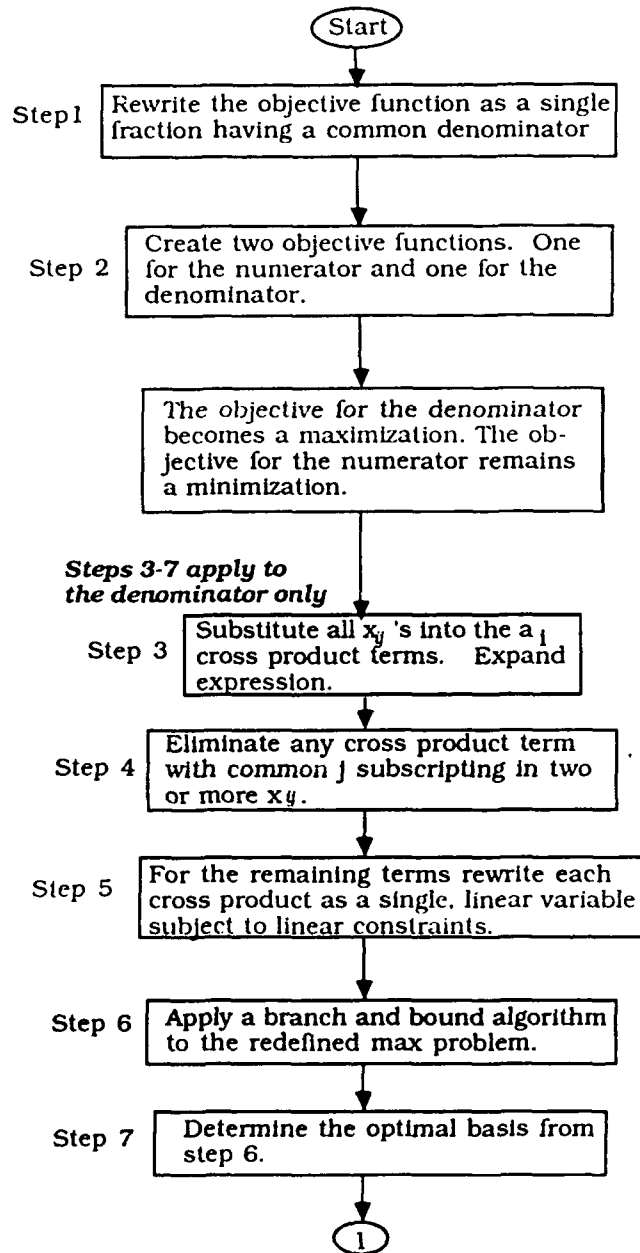 Start
Step1
Rewrite the objective function as a single
fraction having a common denominator
Step 2
Create two objective functions. One
for the numerator and one for the
denominator.
The objective for the denominator
becomes a maximization. The ob-
jective for the numerator remains
a minimization.
Steps 3-7 apply to
the denominator only
Step 3
Substitute all xij 's into the aj
cross product terms. Expand
expression.
Step 4
Eliminate any cross product term
with common j subscripting in two
or more xij.
Step 5
For the remaining terms rewrite each
cross product as a single, linear variable
subject to linear constraints.
Step 6
Apply a branch and bound algorithm
to the redefined max problem.
Step 7
Determine the optimal basis from
step 6.
1